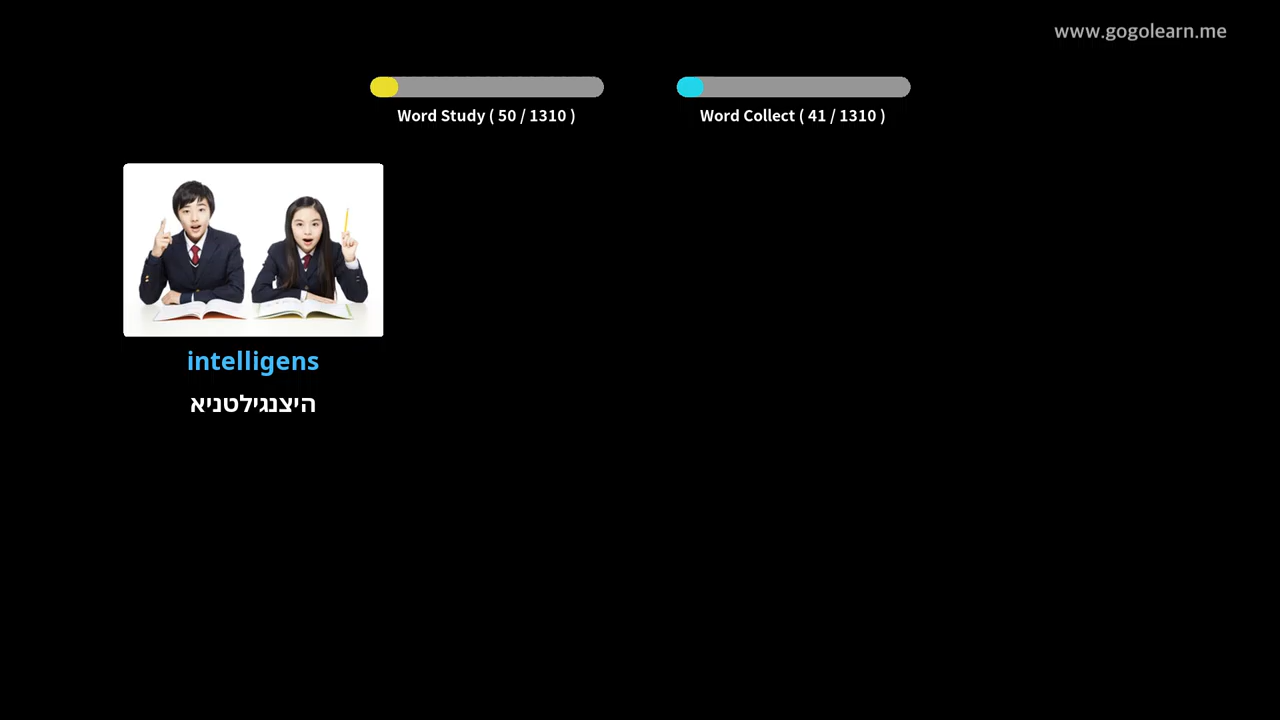 www.gogolearn.me
Word Study ( 50 / 1310 )
Word Collect ( 41 / 1310 )
intelligens
היצנגילטניא